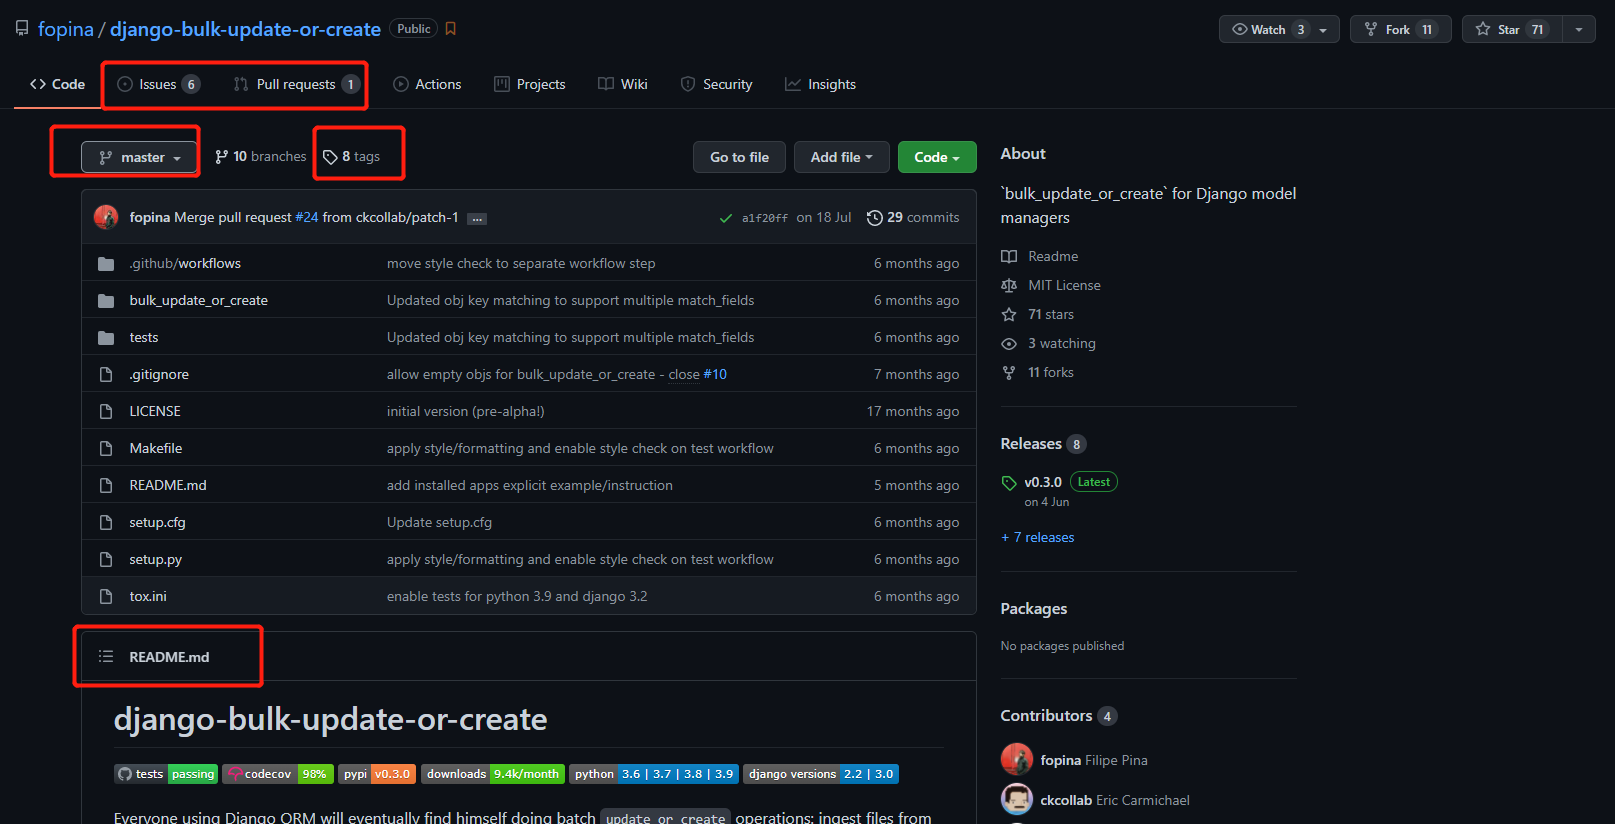 fopina / django-bulk-update-or-create Public Watch 3 Fork 11 Star 71
Code Issues 6 Pull requests 1 Actions Projects Wiki Security Insights
master 10 branches 8 tags Go to file Add file Code
fopina Merge pull request #24 from ckcollab/patch-1 ... a1f20ff on 18 Jul 29 commits
.github/workflows move style check to separate workflow step 6 months ago
bulk_update_or_create Updated obj key matching to support multiple match_fields 6 months ago
tests Updated obj key matching to support multiple match_fields 6 months ago
.gitignore allow empty objs for bulk_update_or_create - close #10 7 months ago
LICENSE initial version (pre-alpha!) 17 months ago
Makefile apply style/formatting and enable style check on test workflow 6 months ago
README.md add installed apps explicit example/instruction 5 months ago
setup.cfg Update setup.cfg 6 months ago
setup.py apply style/formatting and enable style check on test workflow 6 months ago
tox.ini enable tests for python 3.9 and django 3.2 6 months ago
README.md
django-bulk-update-or-create
tests passing codecov 98% pypi v0.3.0 downloads 9.4k/month python 3.6 | 3.7 | 3.8 | 3.9 django versions 2.2 | 3.0
Everyone using Django ORM will eventually find himself doing batch update_or_create operations: ingest files from
About
`bulk_update_or_create` for Django model
managers
Readme
MIT License
71 stars
3 watching
11 forks
Releases 8
v0.3.0 Latest
on 4 Jun
+ 7 releases
Packages
No packages published
Contributors 4
fopina Filipe Pina
ckcollab Eric Carmichael